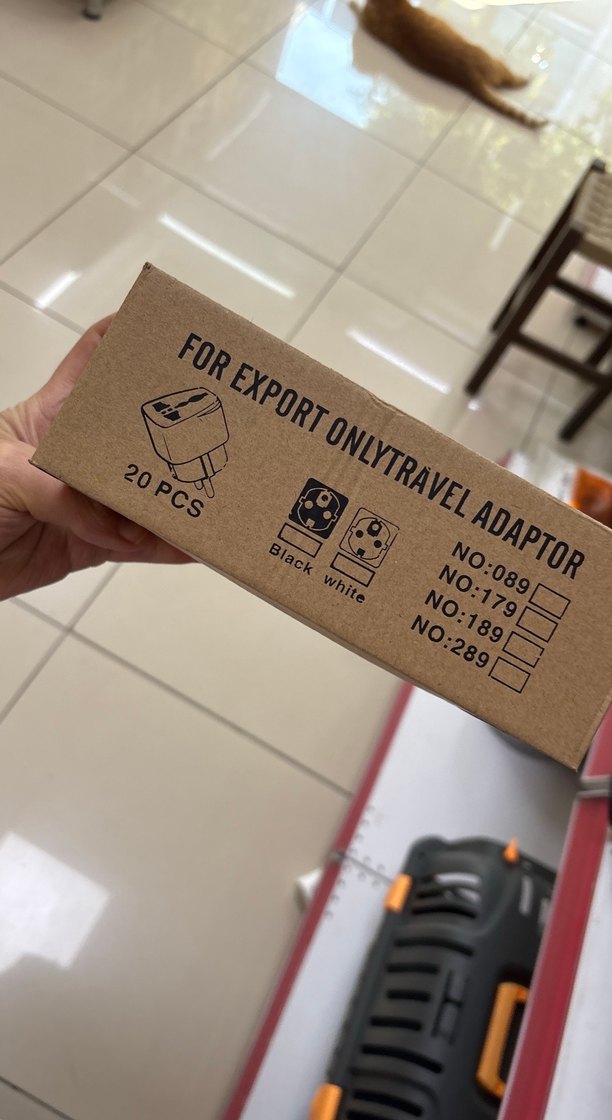 FOR EXPORT ONLYTRAVEL ADAPTOR
20 PCS
Black white
NO:089
NO:179
NO:189
NO:289